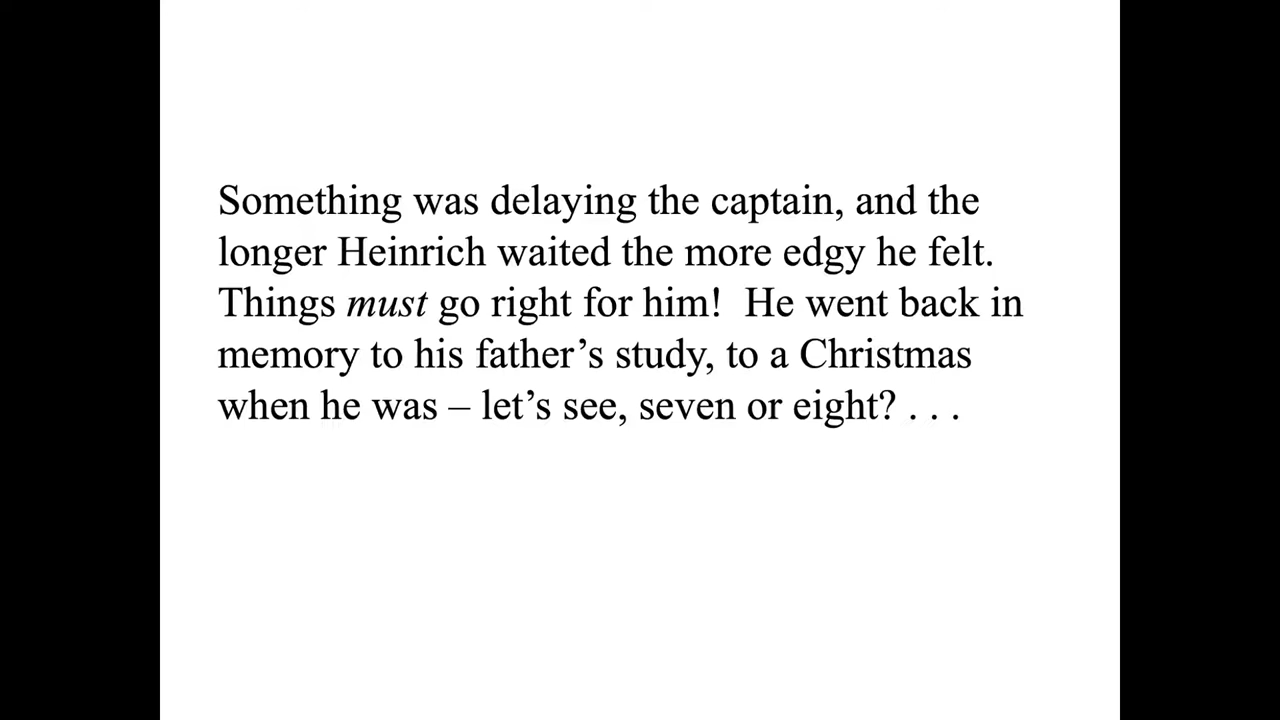 Something was delaying the captain, and the
longer Heinrich waited the more edgy he felt.
Things must go right for him!  He went back in
memory to his father’s study, to a Christmas
when he was – let’s see, seven or eight? . . .